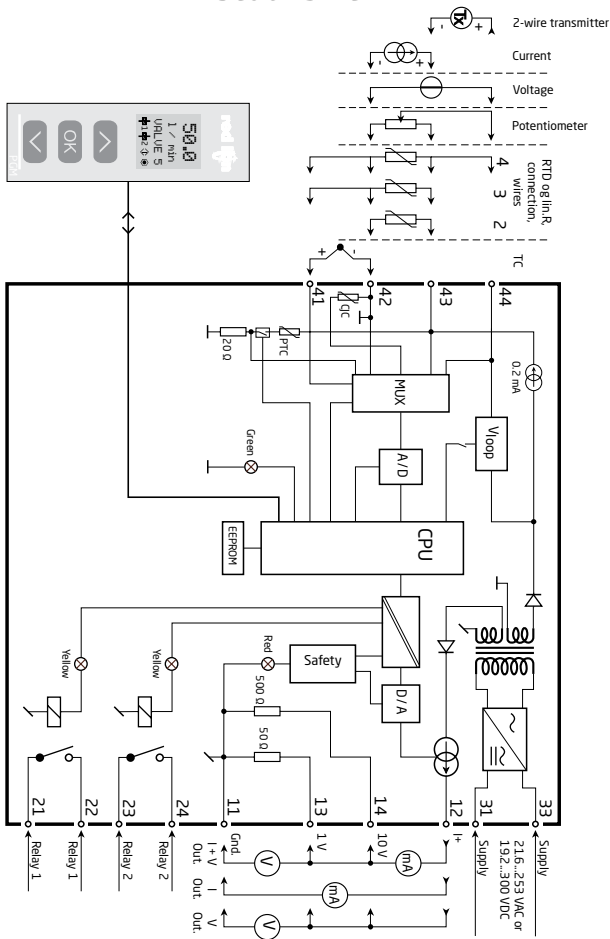 2-wire transmitter
Tx
- +
Current
- +
Voltage
Potentiometer
RTD og lin.R,
connection,
wires
4
3
2
TC
+ -
red
50.0
l / min
VALVE 5
1 2
OK
41
42
43
44
CJC
PTC
20 Ω
0.2 mA
MUX
Vloop
Green
A/D
CPU
EEPROM
Yellow
Yellow
Red
Safety
D/A
500 Ω
50 Ω
21
22
23
24
11
13
14
12
31
33
Relay 1
Relay 1
Relay 2
Relay 2
Gnd.
1 V
10 V
I+
Supply
Supply
21.6...253 VAC or
19.2...300 VDC
I + V
Out.
V
mA
I
Out.
mA
V
Out.
V